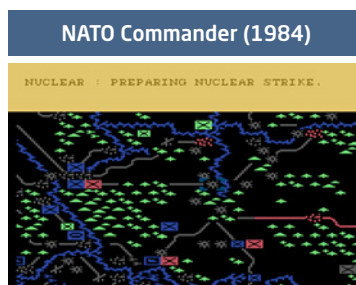 NATO Commander (1984)
NUCLEAR : PREPARING NUCLEAR STRIKE.